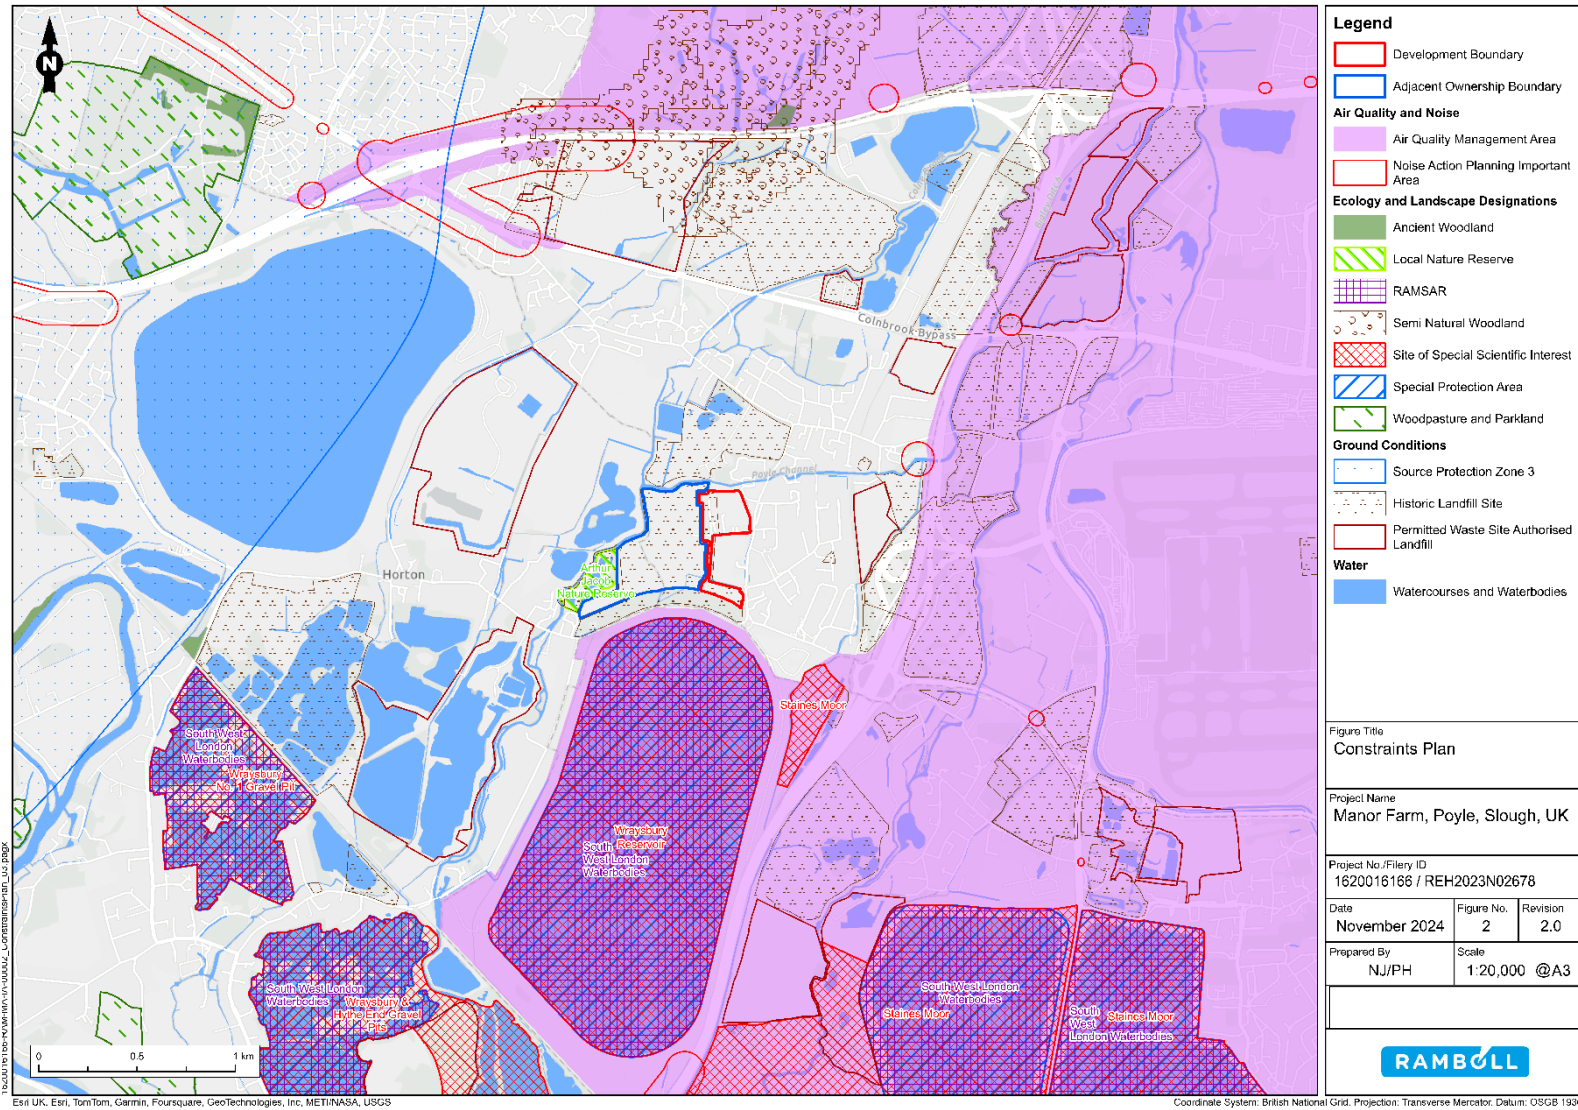 N
Colnbrook Bypass
Poyle Channel
Horton
Arthur
Jacob
Nature Reserve
Staines Moor
South West
London
Waterbodies
Wraysbury
No. 1 Gravel Pit
Wraysbury
Reservoir
South
West London
Waterbodies
South West London
Waterbodies
Wraysbury &
Hythe End Gravel
Pits
South West London
Waterbodies
Staines Moor
South
West
London Waterbodies
Staines Moor
0 0.5 1 km
Esri UK, Esri, TomTom, Garmin, Foursquare, GeoTechnologies, Inc, METI/NASA, USGS
Coordinate System: British National Grid. Projection: Transverse Mercator. Datum: OSGB 1936
Legend
Development Boundary
Adjacent Ownership Boundary
Air Quality and Noise
Air Quality Management Area
Noise Action Planning Important
Area
Ecology and Landscape Designations
Ancient Woodland
Local Nature Reserve
RAMSAR
Semi Natural Woodland
Site of Special Scientific Interest
Special Protection Area
Woodpasture and Parkland
Ground Conditions
Source Protection Zone 3
Historic Landfill Site
Permitted Waste Site Authorised
Landfill
Water
Watercourses and Waterbodies
Figure Title
Constraints Plan
Project Name
Manor Farm, Poyle, Slough, UK
Project No./Filery ID
1620016166 / REH2023N02678
Date
November 2024
Figure No.
2
Revision
2.0
Prepared By
NJ/PH
Scale
1:20,000 @A3
RAMBOLL